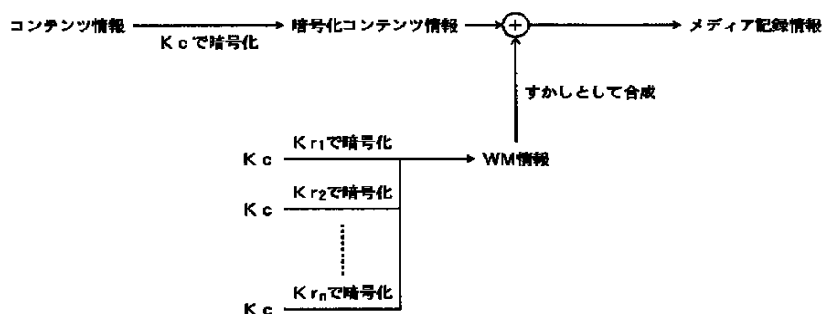 コンテンツ情報
Kcで暗号化
暗号化コンテンツ情報
メディア記録情報
すかしとして合成
Kc
Kr1で暗号化
WM情報
Kc
Kr2で暗号化
Kc
Krnで暗号化